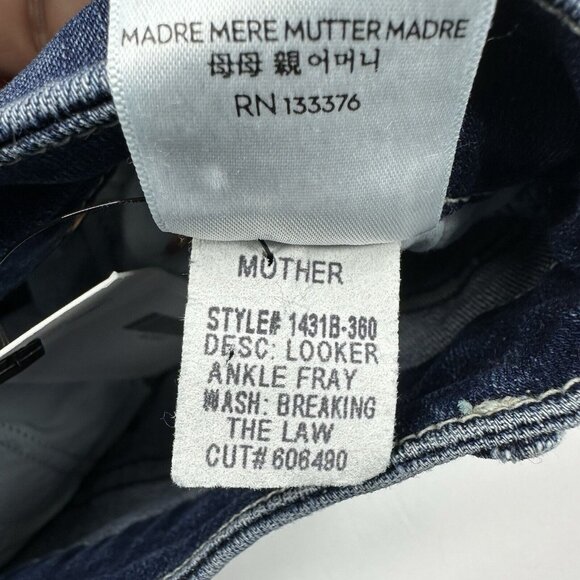 MADRE MERE MUTTER MADRE
母母 親 어머니
RN 133376
MOTHER
STYLE# 1431B-360
DESC: LOOKER
ANKLE FRAY
WASH: BREAKING
THE LAW
CUT# 606490